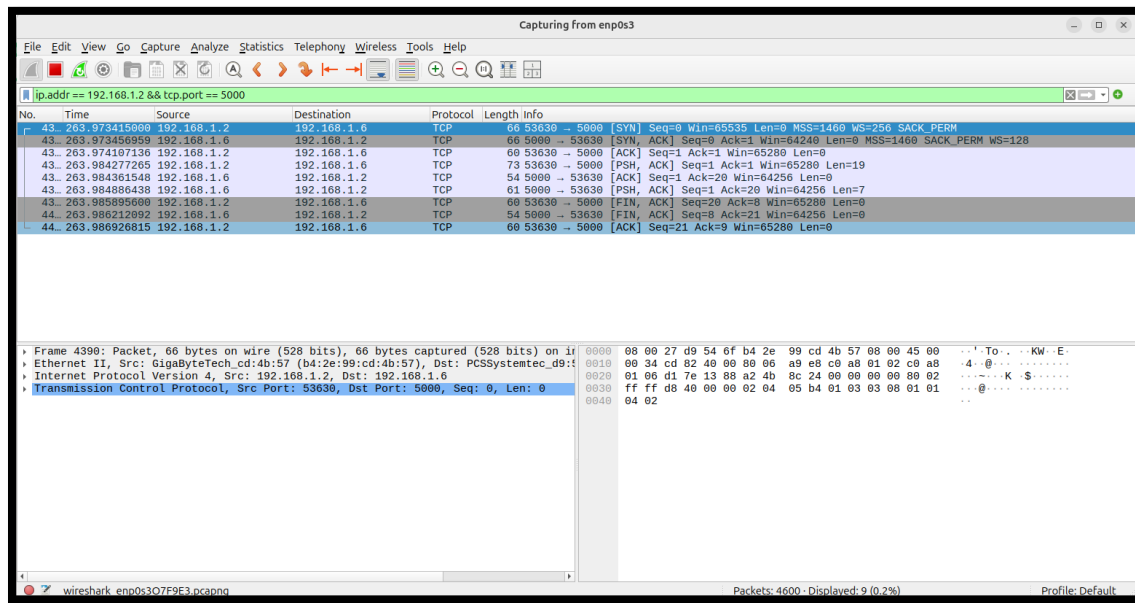 Capturing from enp0s3
File Edit View Go Capture Analyze Statistics Telephony Wireless Tools Help
ip.addr == 192.168.1.2 && tcp.port == 5000
No. Time Source Destination Protocol Length Info
43… 263.973415000 192.168.1.2 192.168.1.6 TCP 66 53630 → 5000 [SYN] Seq=0 Win=65535 Len=0 MSS=1460 WS=256 SACK_PERM
43… 263.973456959 192.168.1.6 192.168.1.2 TCP 66 5000 → 53630 [SYN, ACK] Seq=0 Ack=1 Win=64240 Len=0 MSS=1460 SACK_PERM WS=128
43… 263.974107136 192.168.1.2 192.168.1.6 TCP 60 53630 → 5000 [ACK] Seq=1 Ack=1 Win=65280 Len=0
43… 263.984277265 192.168.1.2 192.168.1.6 TCP 73 53630 → 5000 [PSH, ACK] Seq=1 Ack=1 Win=65280 Len=19
43… 263.984361548 192.168.1.6 192.168.1.2 TCP 54 5000 → 53630 [ACK] Seq=1 Ack=20 Win=64256 Len=0
43… 263.984886438 192.168.1.6 192.168.1.2 TCP 61 5000 → 53630 [PSH, ACK] Seq=1 Ack=20 Win=64256 Len=7
43… 263.985895600 192.168.1.2 192.168.1.6 TCP 60 53630 → 5000 [FIN, ACK] Seq=20 Ack=8 Win=65280 Len=0
44… 263.986212092 192.168.1.6 192.168.1.2 TCP 54 5000 → 53630 [FIN, ACK] Seq=8 Ack=21 Win=64256 Len=0
44… 263.986926815 192.168.1.2 192.168.1.6 TCP 60 53630 → 5000 [ACK] Seq=21 Ack=9 Win=65280 Len=0
Frame 4390: Packet, 66 bytes on wire (528 bits), 66 bytes captured (528 bits) on in
Ethernet II, Src: GigaByteTech_cd:4b:57 (b4:2e:99:cd:4b:57), Dst: PCSSystemtec_d9:5
Internet Protocol Version 4, Src: 192.168.1.2, Dst: 192.168.1.6
Transmission Control Protocol, Src Port: 53630, Dst Port: 5000, Seq: 0, Len: 0
0000 08 00 27 d9 54 6f b4 2e 99 cd 4b 57 08 00 45 00 ··'·To·. ··KW··E·
0010 00 34 cd 82 40 00 80 06 a9 e8 c0 a8 01 02 c0 a8 ·4··@··· ········
0020 01 06 d1 7e 13 88 a2 4b 8c 24 00 00 00 00 80 02 ···~···K ·$······
0030 ff ff d8 40 00 00 02 04 05 b4 01 03 03 08 01 01 ···@···· ········
0040 04 02 ··
wireshark_enp0s3O7F9E3.pcapng Packets: 4600 · Displayed: 9 (0.2%) Profile: Default